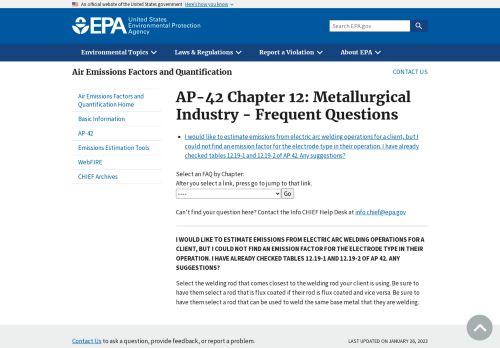 An official website of the United States government Here's how you know
EPA United States
Environmental Protection
Agency
Search EPA.gov
Environmental Topics Laws & Regulations Report a Violation About EPA
Air Emissions Factors and Quantification CONTACT US
Air Emissions Factors and
Quantification Home
Basic Information
AP-42
Emissions Estimation Tools
WebFIRE
CHIEF Archives
AP-42 Chapter 12: Metallurgical
Industry - Frequent Questions
I would like to estimate emissions from electric arc welding operations for a client, but I
could not find an emission factor for the electrode type in their operation. I have already
checked tables 12.19-1 and 12.19-2 of AP 42. Any suggestions?
Select an FAQ by Chapter:
After you select a link, press go to jump to that link.
---- Go
Can't find your question here? Contact the Info CHIEF Help Desk at info.chief@epa.gov
I WOULD LIKE TO ESTIMATE EMISSIONS FROM ELECTRIC ARC WELDING OPERATIONS FOR A
CLIENT, BUT I COULD NOT FIND AN EMISSION FACTOR FOR THE ELECTRODE TYPE IN THEIR
OPERATION. I HAVE ALREADY CHECKED TABLES 12.19-1 AND 12.19-2 OF AP 42. ANY
SUGGESTIONS?
Select the welding rod that comes closest to the welding rod your client is using. Be sure to
have them select a rod that is flux coated if their rod is flux coated and vice versa. Be sure to
have them select a rod that can be used to weld the same base metal that they are welding.
Contact Us to ask a question, provide feedback, or report a problem. LAST UPDATED ON JANUARY 26, 2023